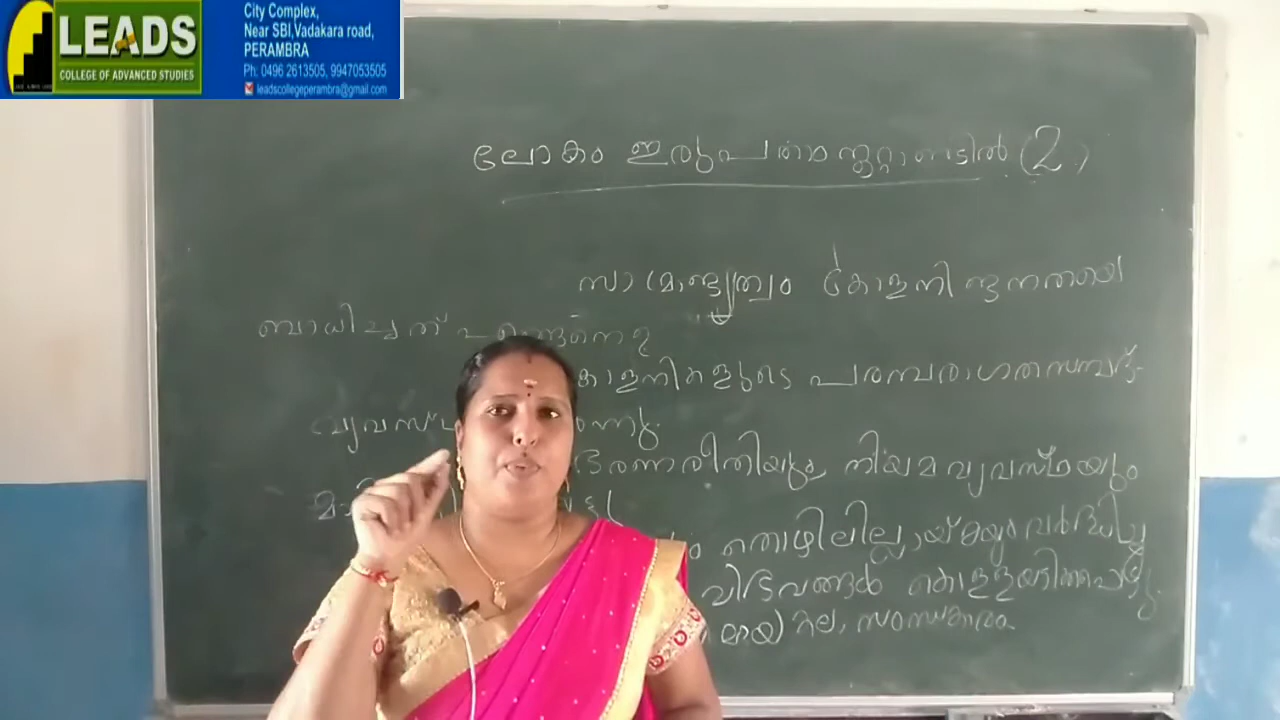 LEADS
COLLEGE OF ADVANCED STUDIES
City Complex,
Near SBI,Vadakara road,
PERAMBRA
Ph: 0496 2613505, 9947053505
leadscollegeperambra@gmail.com
ലോകം ഇരുപതാം നൂറ്റാണ്ടിൽ (2)
സാമ്രാജ്യത്വം കോളനി ജനതയെ
ബാധിച്ചത് എങ്ങനെ
കോളനികളുടെ പരമ്പരാഗത സമ്പദ്
വ്യവസ്ഥ
ഭരണരീതിയും നിയമവ്യവസ്ഥയും
തൊഴിലില്ലായ്മയും വർദ്ധിച്ചു
വിഭവങ്ങൾ കൊള്ളയടിക്കപ്പെട്ടു
കല, സംസ്കാരം